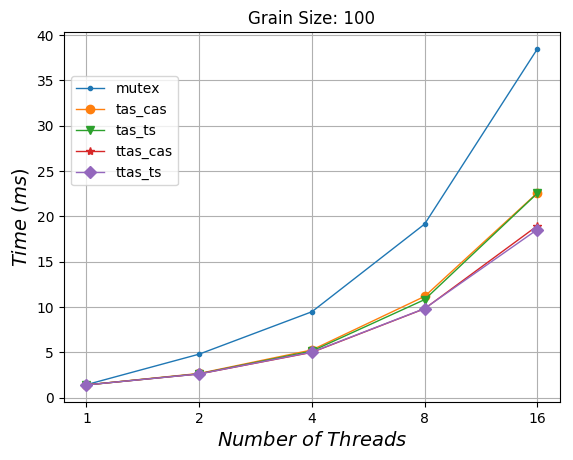 Grain Size: 100
40
35
30
25
20
15
10
5
0
Time (ms)
mutex
tas_cas
tas_ts
ttas_cas
ttas_ts
1 2 4 8 16
Number of Threads